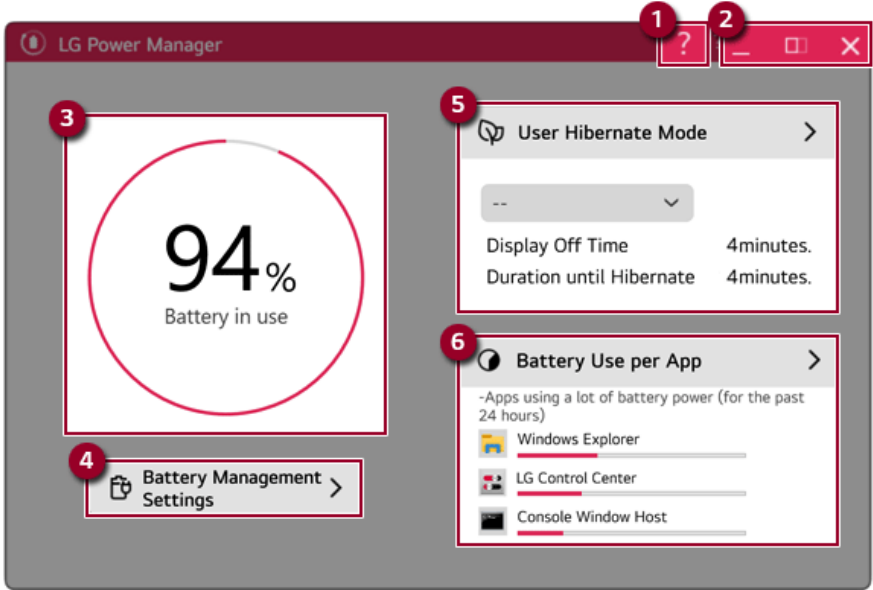 1
2
LG Power Manager
?
3
94%
Battery in use
4
Battery Management
Settings
5
User Hibernate Mode
--
Display Off Time 4minutes.
Duration until Hibernate 4minutes.
6
Battery Use per App
-Apps using a lot of battery power (for the past
24 hours)
Windows Explorer
LG Control Center
Console Window Host